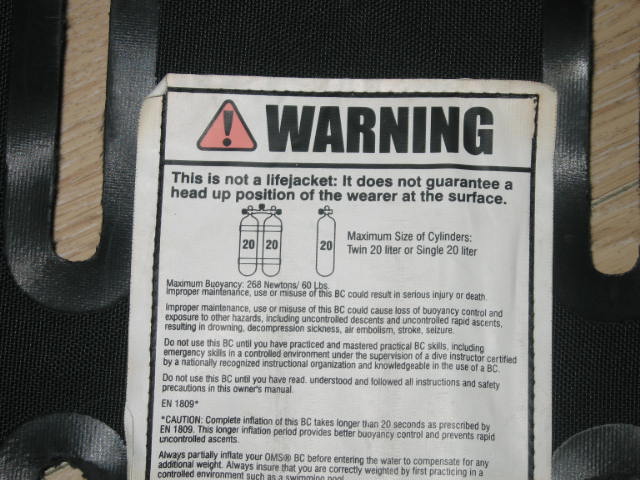 WARNING
This is not a lifejacket: It does not guarantee a
head up position of the wearer at the surface.
20 20 20
Maximum Size of Cylinders:
Twin 20 liter or Single 20 liter
Maximum Buoyancy: 268 Newtons/ 60 Lbs.
Improper maintenance, use or misuse of this BC could result in serious injury or death.
Improper maintenance, use or misuse of this BC could cause loss of buoyancy control and
exposure to other hazards, including uncontrolled descents and uncontrolled rapid ascents,
resulting in drowning, decompression sickness, air embolism, stroke, seizure.
Do not use this BC until you have practiced and mastered practical BC skills, including
emergency skills in a controlled environment under the supervision of a dive instructor certified
by a nationally recognized instructional organization and knowledgeable in the use of a BC.
Do not use this BC until you have read, understood and followed all instructions and safety
precautions in this owner's manual.
EN 1809*
*CAUTION: Complete inflation of this BC takes longer than 20 seconds as prescribed by
EN 1809. This longer inflation period provides better buoyancy control and prevents rapid
uncontrolled ascents.
Always partially inflate your OMS® BC before entering the water to compensate for any
additional weight. Always insure that you are correctly weighted by first practicing in a
controlled environment such as a swimming pool